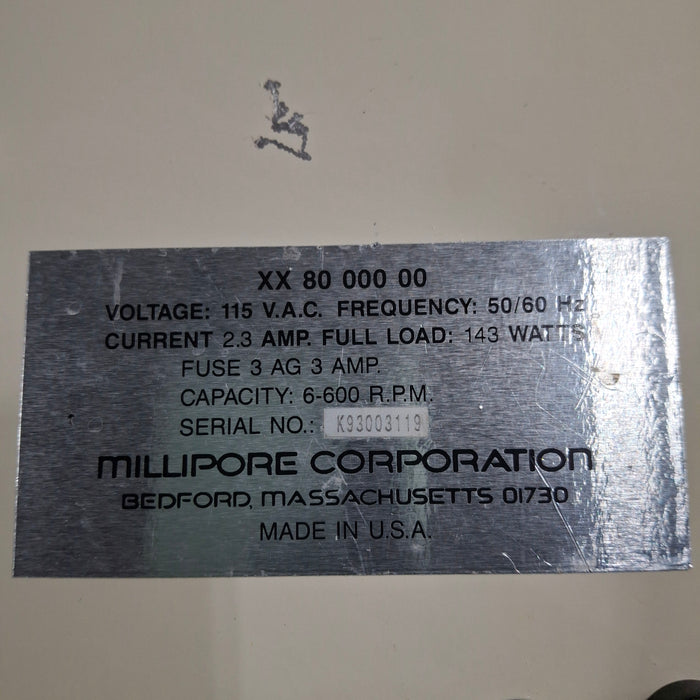 XX 80 000 00
VOLTAGE: 115 V.A.C. FREQUENCY: 50/60 Hz
CURRENT 2.3 AMP. FULL LOAD: 143 WATTS
FUSE 3 AG 3 AMP.
CAPACITY: 6-600 R.P.M.
SERIAL NO.: K93003119
MILLIPORE CORPORATION
BEDFORD, MASSACHUSETTS 01730
MADE IN U.S.A.